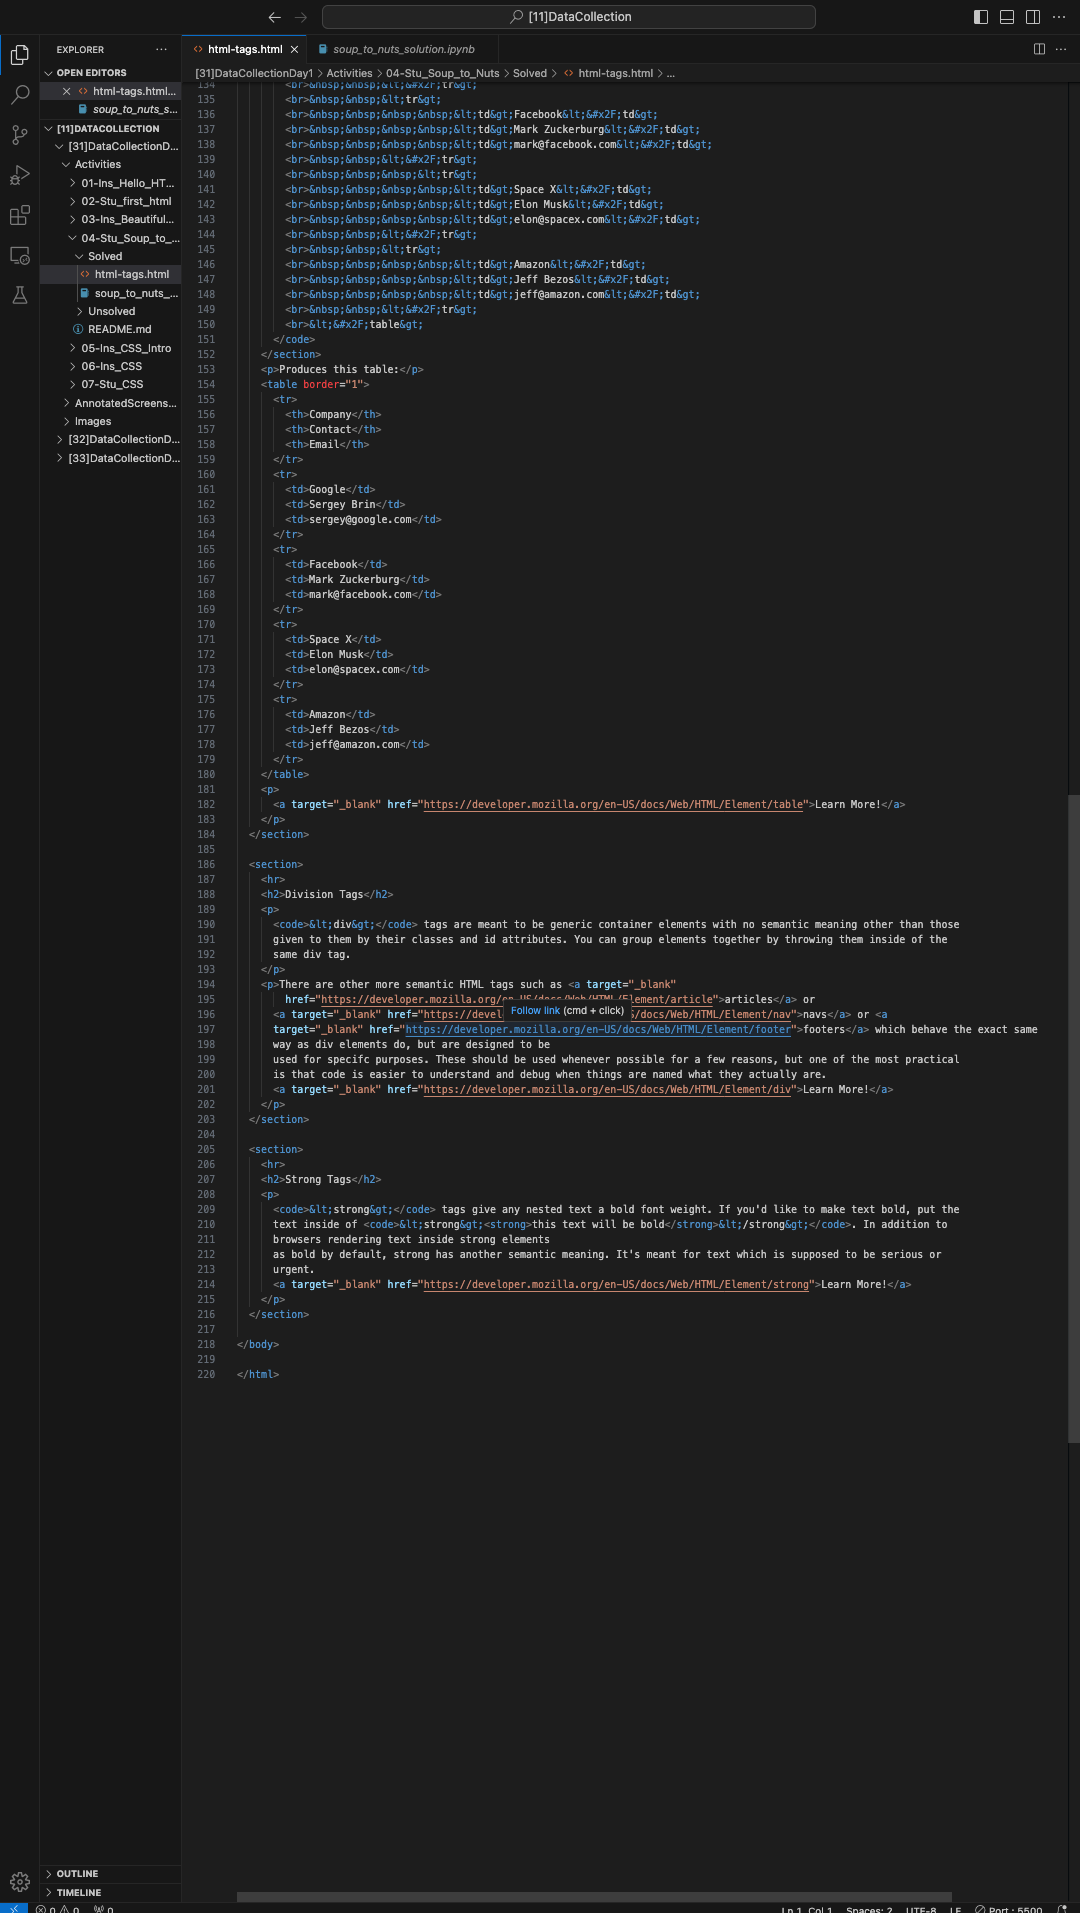 [11]DataCollection
EXPLORER
OPEN EDITORS
html-tags.html...
soup_to_nuts_s...
[11]DATACOLLECTION
[31]DataCollectionD...
Activities
01-Ins_Hello_HT...
02-Stu_first_html
03-Ins_Beautiful...
04-Stu_Soup_to_...
Solved
html-tags.html
soup_to_nuts_...
Unsolved
README.md
05-Ins_CSS_Intro
06-Ins_CSS
07-Stu_CSS
AnnotatedScreens...
Images
[32]DataCollectionD...
[33]DataCollectionD...
OUTLINE
TIMELINE
html-tags.html
soup_to_nuts_solution.ipynb
[31]DataCollectionDay1 > Activities > 04-Stu_Soup_to_Nuts > Solved > html-tags.html > ...
134 <br>&nbsp;&nbsp;&lt;&#x2F;tr&gt;
135 <br>&nbsp;&nbsp;&lt;tr&gt;
136 <br>&nbsp;&nbsp;&nbsp;&nbsp;&lt;td&gt;Facebook&lt;&#x2F;td&gt;
137 <br>&nbsp;&nbsp;&nbsp;&nbsp;&lt;td&gt;Mark Zuckerburg&lt;&#x2F;td&gt;
138 <br>&nbsp;&nbsp;&nbsp;&nbsp;&lt;td&gt;mark@facebook.com&lt;&#x2F;td&gt;
139 <br>&nbsp;&nbsp;&lt;&#x2F;tr&gt;
140 <br>&nbsp;&nbsp;&lt;tr&gt;
141 <br>&nbsp;&nbsp;&nbsp;&nbsp;&lt;td&gt;Space X&lt;&#x2F;td&gt;
142 <br>&nbsp;&nbsp;&nbsp;&nbsp;&lt;td&gt;Elon Musk&lt;&#x2F;td&gt;
143 <br>&nbsp;&nbsp;&nbsp;&nbsp;&lt;td&gt;elon@spacex.com&lt;&#x2F;td&gt;
144 <br>&nbsp;&nbsp;&lt;&#x2F;tr&gt;
145 <br>&nbsp;&nbsp;&lt;tr&gt;
146 <br>&nbsp;&nbsp;&nbsp;&nbsp;&lt;td&gt;Amazon&lt;&#x2F;td&gt;
147 <br>&nbsp;&nbsp;&nbsp;&nbsp;&lt;td&gt;Jeff Bezos&lt;&#x2F;td&gt;
148 <br>&nbsp;&nbsp;&nbsp;&nbsp;&lt;td&gt;jeff@amazon.com&lt;&#x2F;td&gt;
149 <br>&nbsp;&nbsp;&lt;&#x2F;tr&gt;
150 <br>&lt;&#x2F;table&gt;
151 </code>
152 </section>
153 <p>Produces this table:</p>
154 <table border="1">
155 <tr>
156 <th>Company</th>
157 <th>Contact</th>
158 <th>Email</th>
159 </tr>
160 <tr>
161 <td>Google</td>
162 <td>Sergey Brin</td>
163 <td>sergey@google.com</td>
164 </tr>
165 <tr>
166 <td>Facebook</td>
167 <td>Mark Zuckerburg</td>
168 <td>mark@facebook.com</td>
169 </tr>
170 <tr>
171 <td>Space X</td>
172 <td>Elon Musk</td>
173 <td>elon@spacex.com</td>
174 </tr>
175 <tr>
176 <td>Amazon</td>
177 <td>Jeff Bezos</td>
178 <td>jeff@amazon.com</td>
179 </tr>
180 </table>
181 <p>
182 <a target="_blank" href="https://developer.mozilla.org/en-US/docs/Web/HTML/Element/table">Learn More!</a>
183 </p>
184 </section>
185
186 <section>
187 <hr>
188 <h2>Division Tags</h2>
189 <p>
190 <code>&lt;div&gt;</code> tags are meant to be generic container elements with no semantic meaning other than those
191 given to them by their classes and id attributes. You can group elements together by throwing them inside of the
192 same div tag.
193 </p>
194 <p>There are other more semantic HTML tags such as <a target="_blank"
195 href="https://developer.mozilla.org/en-US/docs/Web/HTML/Element/article">articles</a> or
196 <a target="_blank" href="https://devel Follow link (cmd + click) /docs/Web/HTML/Element/nav">navs</a> or <a
197 target="_blank" href="https://developer.mozilla.org/en-US/docs/Web/HTML/Element/footer">footers</a> which behave the exact same
198 way as div elements do, but are designed to be
199 used for specifc purposes. These should be used whenever possible for a few reasons, but one of the most practical
200 is that code is easier to understand and debug when things are named what they actually are.
201 <a target="_blank" href="https://developer.mozilla.org/en-US/docs/Web/HTML/Element/div">Learn More!</a>
202 </p>
203 </section>
204
205 <section>
206 <hr>
207 <h2>Strong Tags</h2>
208 <p>
209 <code>&lt;strong&gt;</code> tags give any nested text a bold font weight. If you'd like to make text bold, put the
210 text inside of <code>&lt;strong&gt;<strong>this text will be bold</strong>&lt;/strong&gt;</code>. In addition to
211 browsers rendering text inside strong elements
212 as bold by default, strong has another semantic meaning. It's meant for text which is supposed to be serious or
213 urgent.
214 <a target="_blank" href="https://developer.mozilla.org/en-US/docs/Web/HTML/Element/strong">Learn More!</a>
215 </p>
216 </section>
217
218 </body>
219
220 </html>
0 0 0 Ln 1, Col 1 Spaces: 2 UTF-8 LF Port : 5500